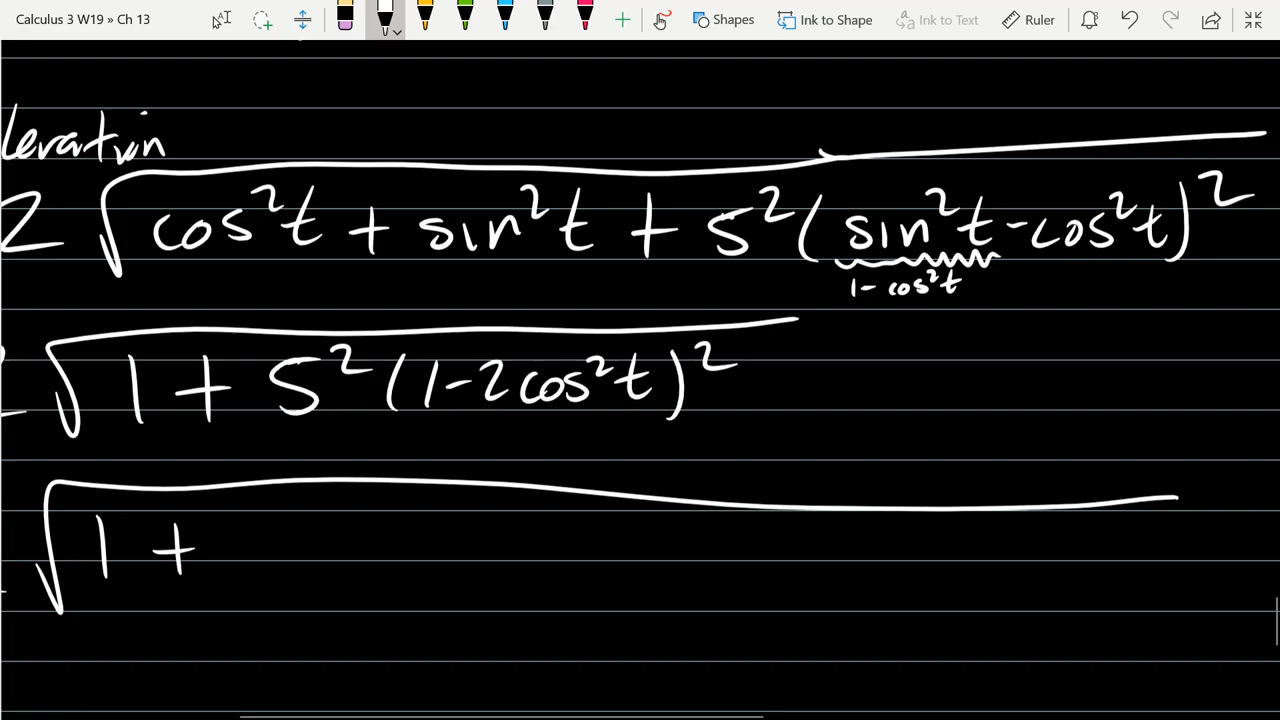 Calculus 3 W19 » Ch 13 Shapes Ink to Shape Ink to Text Ruler
leration
2 √(cos²t + sin²t + 5²(sin²t - cos²t)²)
1 - cos²t
√(1 + 5²(1 - 2cos²t)²)
√(1 +